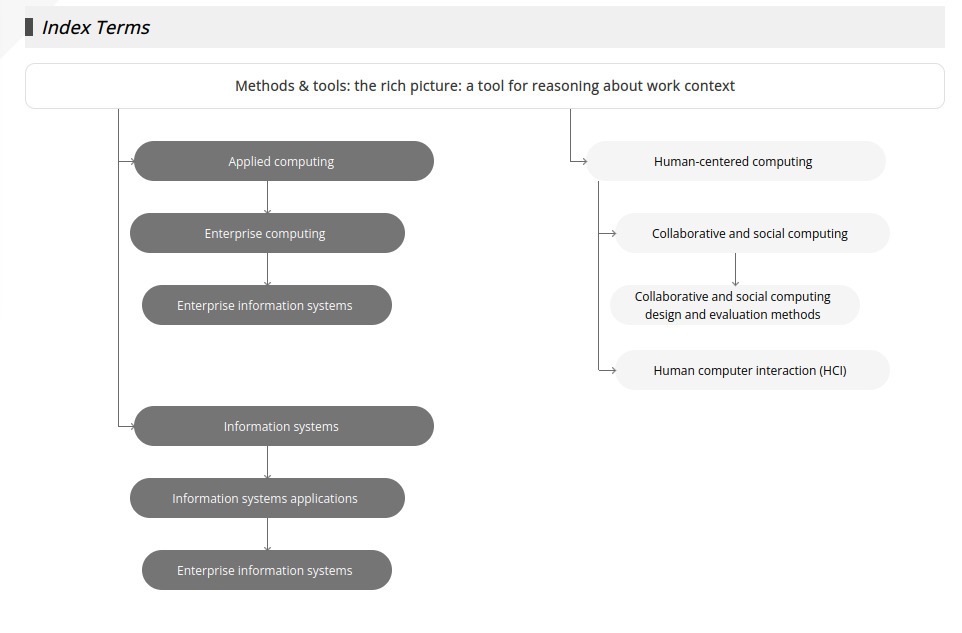 Index Terms
Methods & tools: the rich picture: a tool for reasoning about work context
Applied computing
Enterprise computing
Enterprise information systems
Information systems
Information systems applications
Enterprise information systems
Human-centered computing
Collaborative and social computing
Collaborative and social computing
design and evaluation methods
Human computer interaction (HCI)